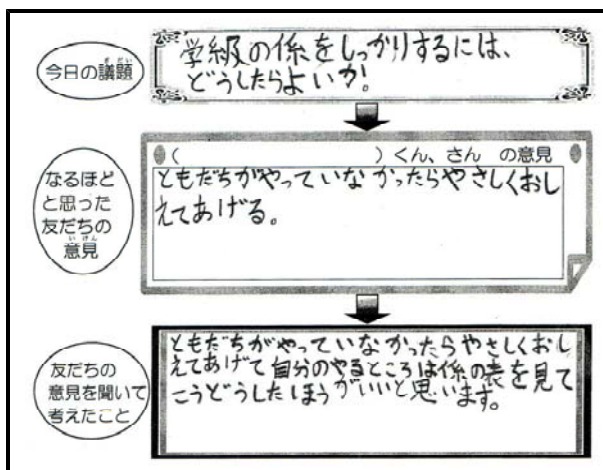 今日の議題
ぎだい
学級の係をしっかりするには、
どうしたらよいか!
なるほど
と思った
友だちの
いけん
意見
( ) くん、さん の意見
ともだちがやっていなかったらやさしくおし
えてあげる。
友だちの
意見を聞いて
考えたこと
ともだちがやっていなかったらやさしくおし
えてあげて自分のやるところは係の表を見て
こうどうしたほうがいいと思います。